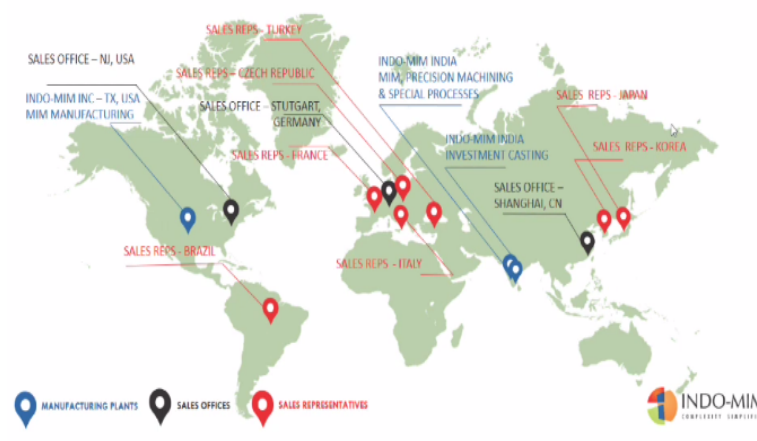 SALES REPS - TURKEY
SALES OFFICE – NJ, USA
SALES REPS – CZECH REPUBLIC
INDO-MIM INDIA
MIM, PRECISION MACHINING
& SPECIAL PROCESSES
INDO-MIM INC – TX, USA
MIM MANUFACTURING
SALES OFFICE – STUTGART,
GERMANY
SALES REPS - JAPAN
INDO-MIM INDIA
INVESTMENT CASTING
SALES REPS - FRANCE
SALES REPS - KOREA
SALES OFFICE –
SHANGHAI, CN
SALES REPS - BRAZIL
SALES REPS - ITALY
MANUFACTURING PLANTS
SALES OFFICES
SALES REPRESENTATIVES
INDO-MIM
COMPLEXITY SIMPLIFIE